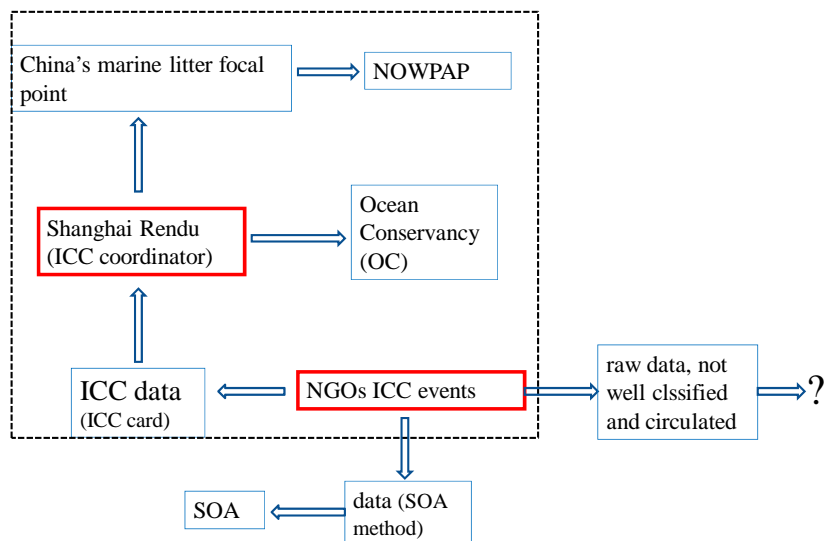 China's marine litter focal
point
NOWPAP
Shanghai Rendu
(ICC coordinator)
Ocean
Conservancy
(OC)
ICC data
(ICC card)
NGOs ICC events
raw data, not
well clssified
and circulated
?
SOA
data (SOA
method)